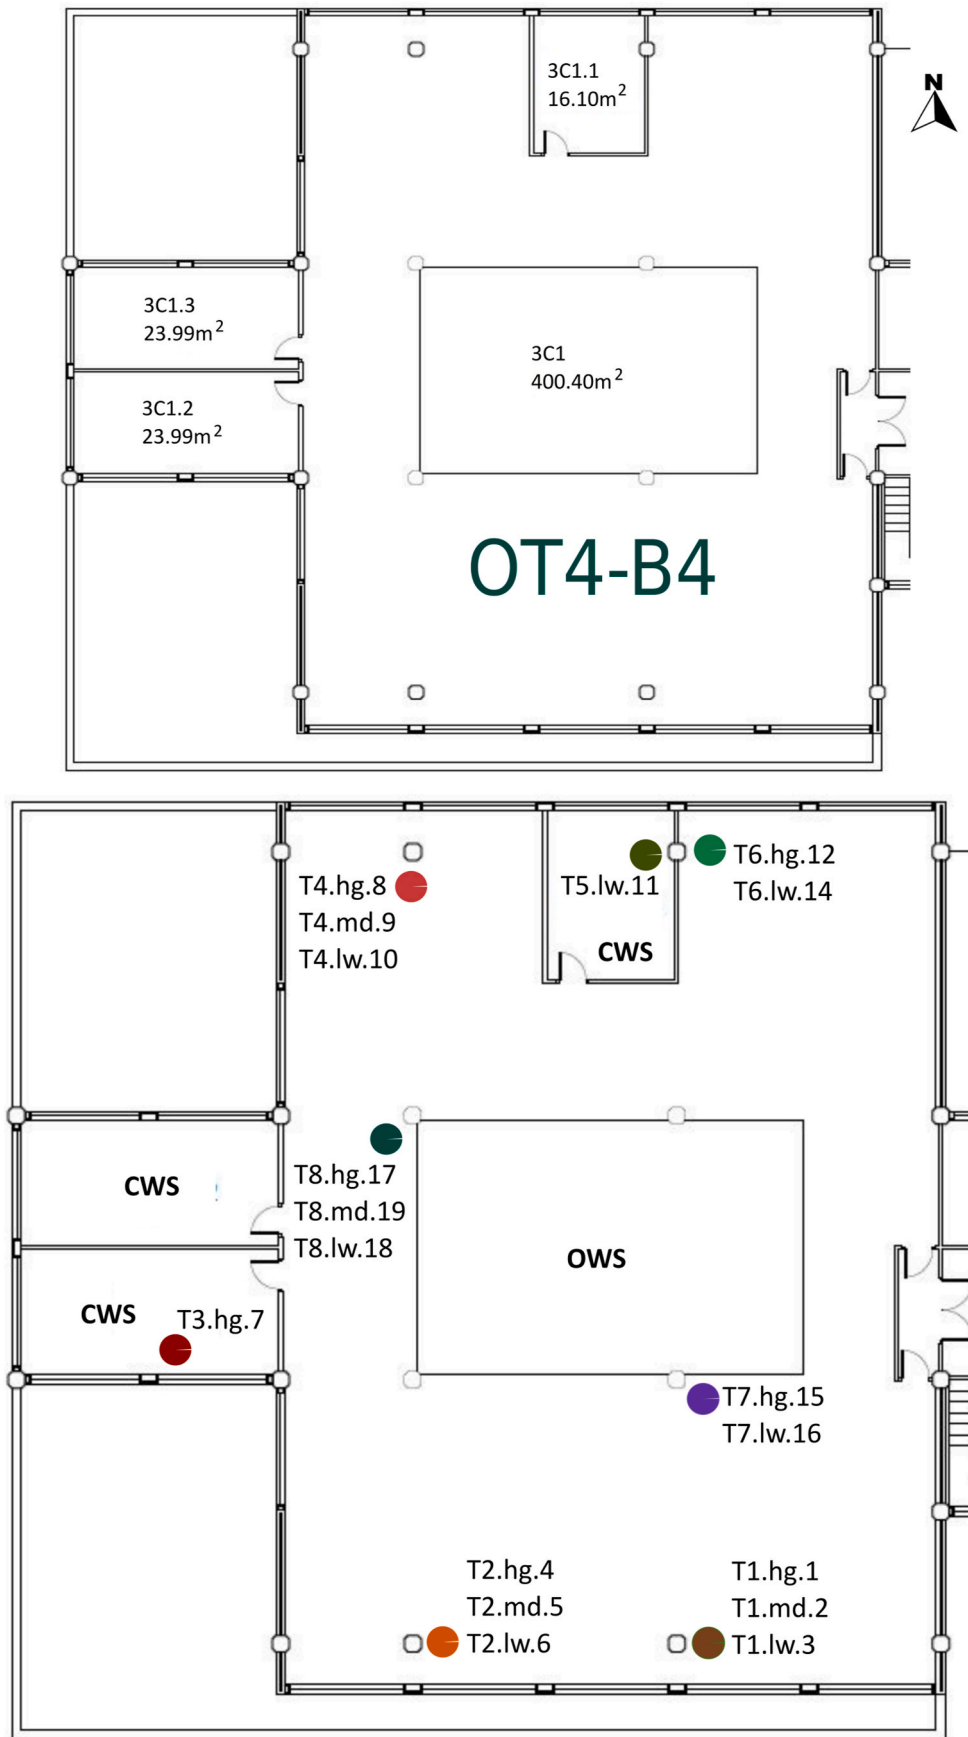 3C1.1
16.10m²
N
3C1.3
23.99m²
3C1
400.40m²
3C1.2
23.99m²
OT4-B4
T6.hg.12
T6.lw.14
T5.lw.11
CWS
T4.hg.8
T4.md.9
T4.lw.10
CWS
T8.hg.17
T8.md.19
T8.lw.18
OWS
CWS
T3.hg.7
T7.hg.15
T7.lw.16
T2.hg.4
T2.md.5
T2.lw.6
T1.hg.1
T1.md.2
T1.lw.3